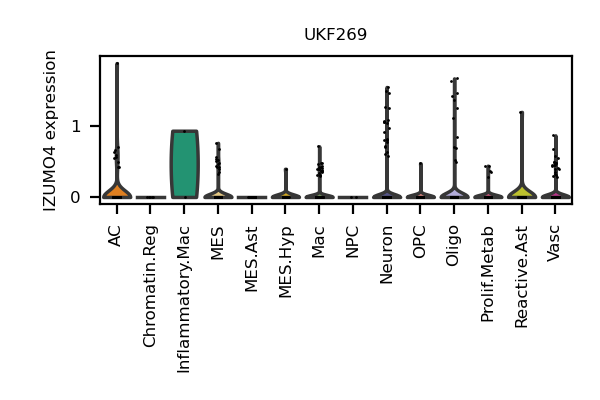 UKF269
IZUMO4 expression
1
0
AC
Chromatin.Reg
Inflammatory.Mac
MES
MES.Ast
MES.Hyp
Mac
NPC
Neuron
OPC
Oligo
Prolif.Metab
Reactive.Ast
Vasc